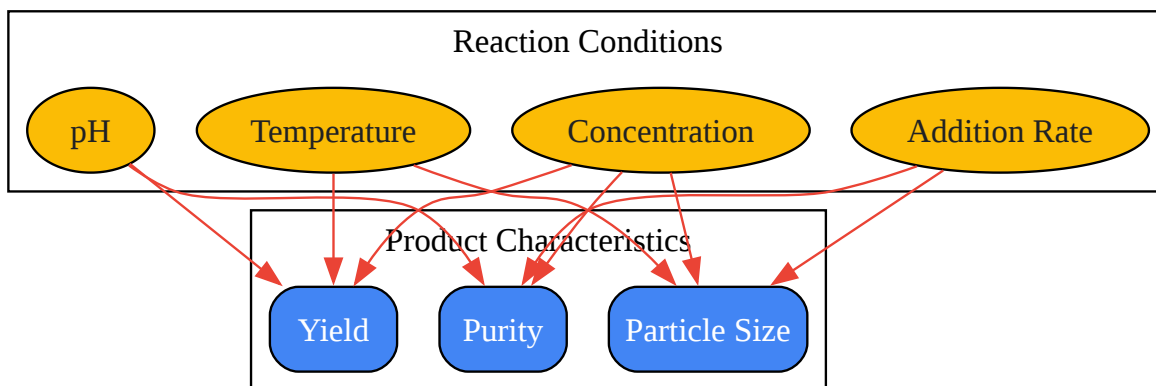 Reaction Conditions
pH
Temperature
Concentration
Addition Rate
Product Characteristics
Yield
Purity
Particle Size